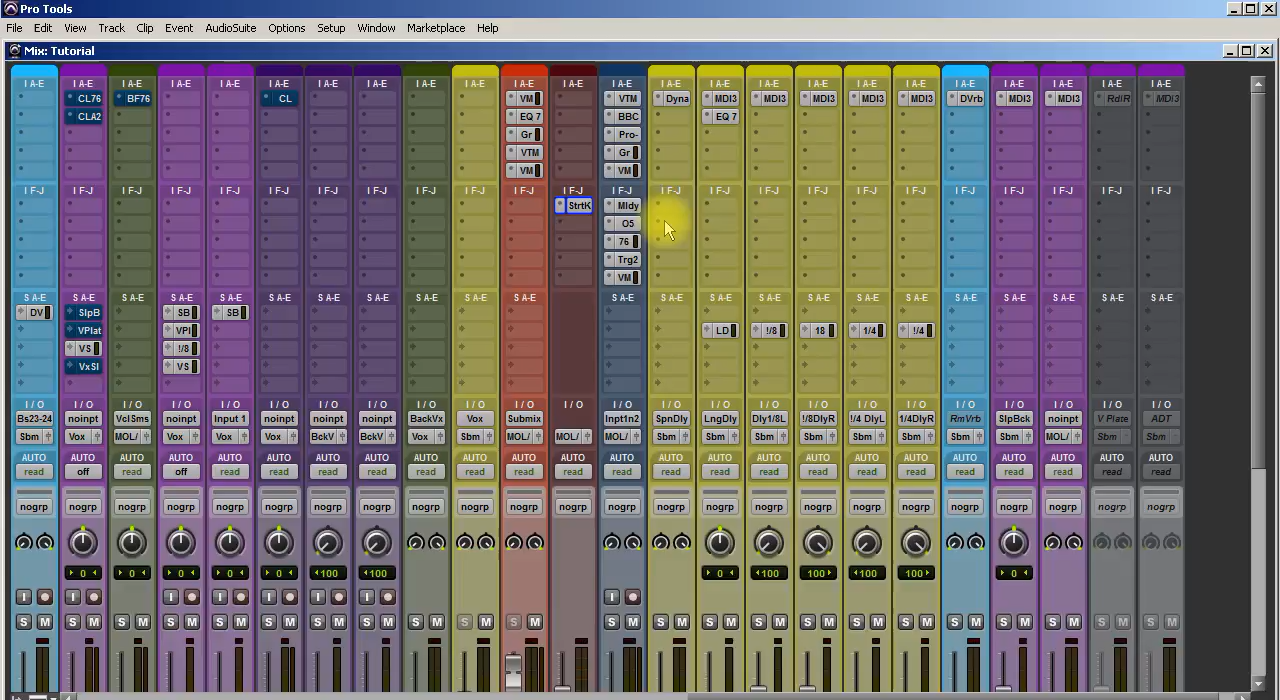 Pro Tools
File Edit View Track Clip Event AudioSuite Options Setup Window Marketplace Help
Mix: Tutorial
I A-E I A-E I A-E I A-E I A-E I A-E I A-E I A-E I A-E I A-E I A-E I A-E I A-E I A-E I A-E I A-E I A-E I A-E I A-E I A-E I A-E I A-E I A-E I A-E
CL76 BF76 CL VM VTM Dyna MDI3 MDI3 MDI3 MDI3 MDI3 DVrb MDI3 MDI3 RdlR MDI3
CLA2 EQ 7 BBC EQ 7
Gr Pro-
VTM Gr
VM VM
I F-J I F-J I F-J I F-J I F-J I F-J I F-J I F-J I F-J I F-J I F-J I F-J I F-J I F-J I F-J I F-J I F-J I F-J I F-J I F-J I F-J I F-J I F-J I F-J
StrtK Mldy
O5
76
Trg2
VM
S A-E S A-E S A-E S A-E S A-E S A-E S A-E S A-E S A-E S A-E S A-E S A-E S A-E S A-E S A-E S A-E S A-E S A-E S A-E S A-E S A-E S A-E S A-E
DV SlpB SB SB
VPlat VPl LD !/8 18 1/4 !/4
VS !/8
VxSl VS
I / O I / O I / O I / O I / O I / O I / O I / O I / O I / O I / O I / O I / O I / O I / O I / O I / O I / O I / O I / O I / O I / O I / O I / O
Bs23-24 noinpt VclSms noinpt Input 1 noinpt noinpt noinpt BackVx Vox Submix Inpt1n2 SpnDly LngDly Dly1/8L !/8DlyR !/4 DlyL 1/4DlyR RmVrb SlpBck noinpt V Plate ADT
Sbm Vox MOL/ Vox Vox Vox BckV BckV Vox Sbm MOL/ MOL/ MOL/ Sbm Sbm Sbm Sbm Sbm Sbm Sbm Sbm MOL/ Sbm Sbm
AUTO AUTO AUTO AUTO AUTO AUTO AUTO AUTO AUTO AUTO AUTO AUTO AUTO AUTO AUTO AUTO AUTO AUTO AUTO AUTO AUTO AUTO AUTO AUTO
read off read off read read read read read read read read read read read read read read read read read read read read
nogrp nogrp nogrp nogrp nogrp nogrp nogrp nogrp nogrp nogrp nogrp nogrp nogrp nogrp nogrp nogrp nogrp nogrp nogrp nogrp nogrp nogrp nogrp nogrp
0 0 0 0 0 100 100 0 100 100 100 100 0
I I I I I I I I
S M S M S M S M S M S M S M S M S M S M S M S M S M S M S M S M S M S M S M S M S M S M S M